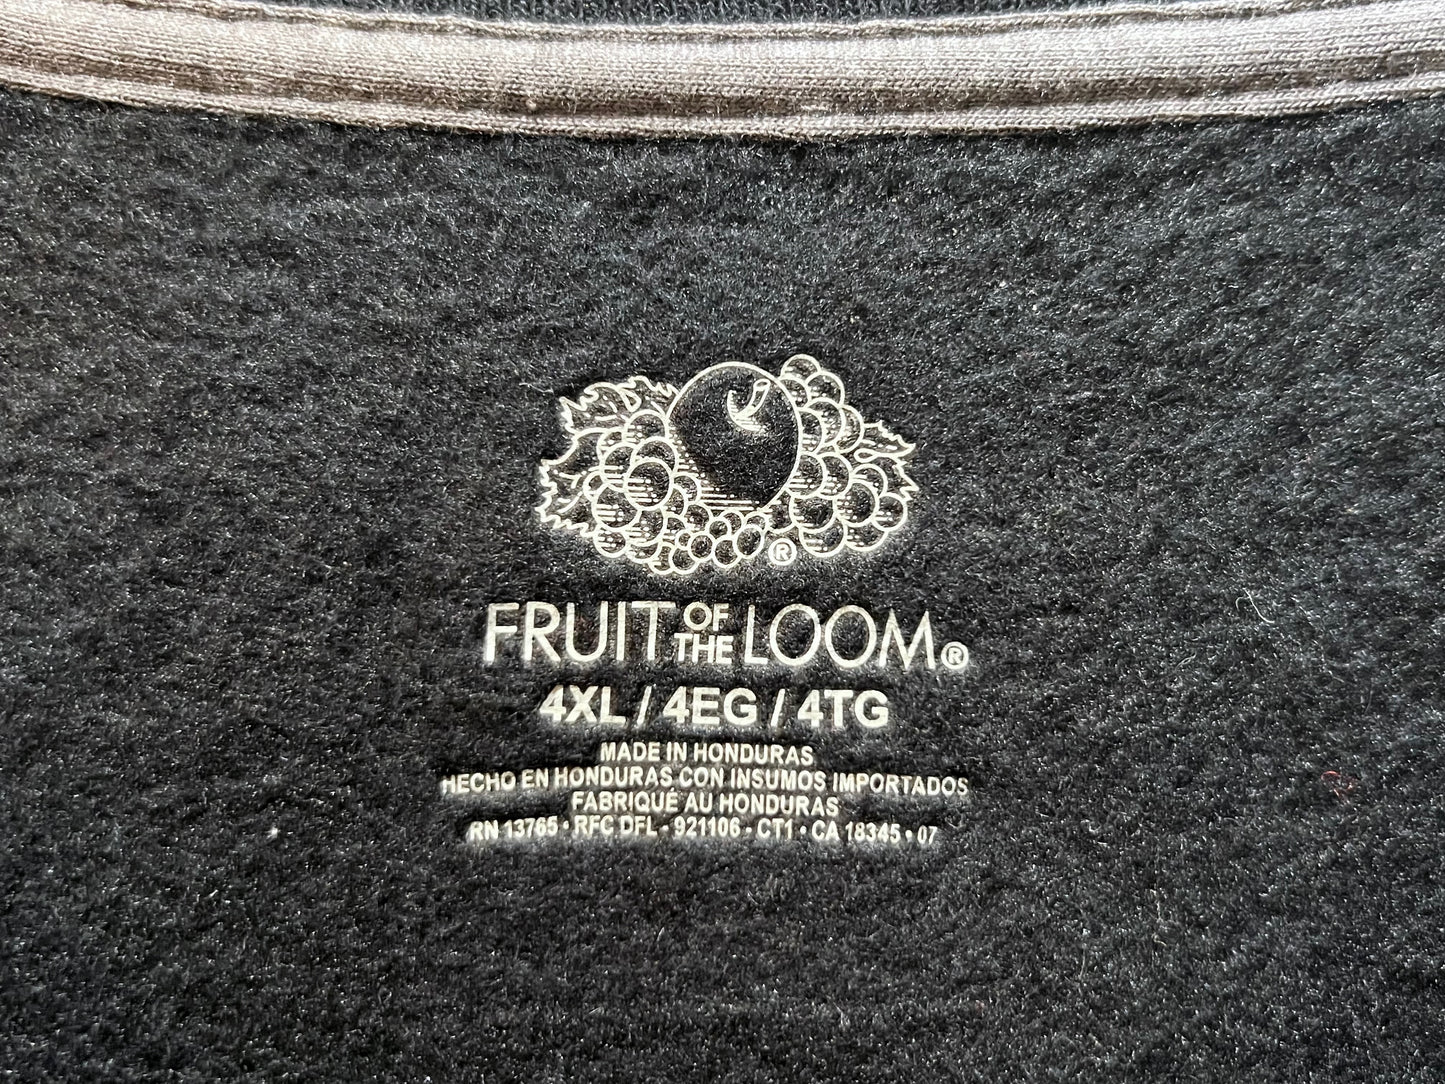 ®
FRUIT OF THE LOOM®
4XL / 4EG / 4TG
MADE IN HONDURAS
HECHO EN HONDURAS CON INSUMOS IMPORTADOS
FABRIQUÉ AU HONDURAS
RN 13765 • RFC DFL - 921106 - CT1 • CA 18345 • 07